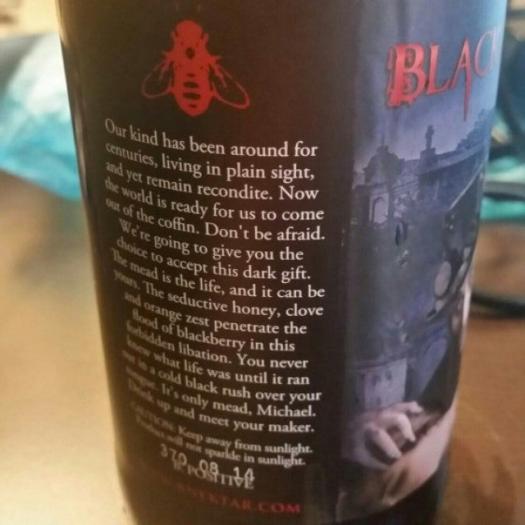 BLAC
Our kind has been around for
centuries, living in plain sight,
and yet remain recondite. Now
the world is ready for us to come
out of the coffin. Don't be afraid.
We're going to give you the
choice to accept this dark gift.
The mead is the life, and it can be
yours. The seductive honey, clove
and orange zest penetrate the
flood of blackberry in this
forbidden libation. You never
knew what life was until it ran
out in a cold black rush over your
tongue. It's only mead, Michael.
Drink up and meet your maker.
CAUTION: Keep away from sunlight.
Product will not sparkle in sunlight.
370 08 14
B POSITIVE
NEKTAR.COM